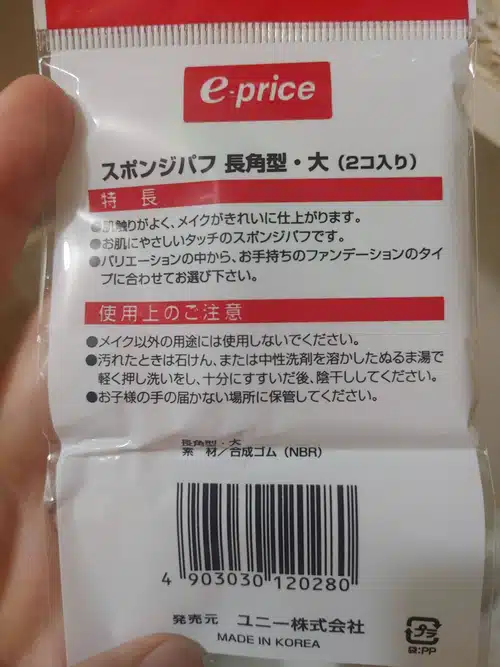 e-price
スポンジパフ 長角型・大（2コ入り）
特 長
●肌触りがよく、メイクがきれいに仕上がります。
●お肌にやさしいタッチのスポンジパフです。
●バリエーションの中から、お手持ちのファンデーションのタイ
プに合わせてお選び下さい。
使用上のご注意
●メイク以外の用途には使用しないでください。
●汚れたときは石けん、または中性洗剤を溶かしたぬるま湯で
軽く押し洗いをし、十分にすすいだ後、陰干ししてください。
●お子様の手の届かない場所に保管してください。
長角型・大
素 材／合成ゴム（NBR）
4 903030 120280
発売元 ユニー株式会社
MADE IN KOREA
プラ
袋:PP